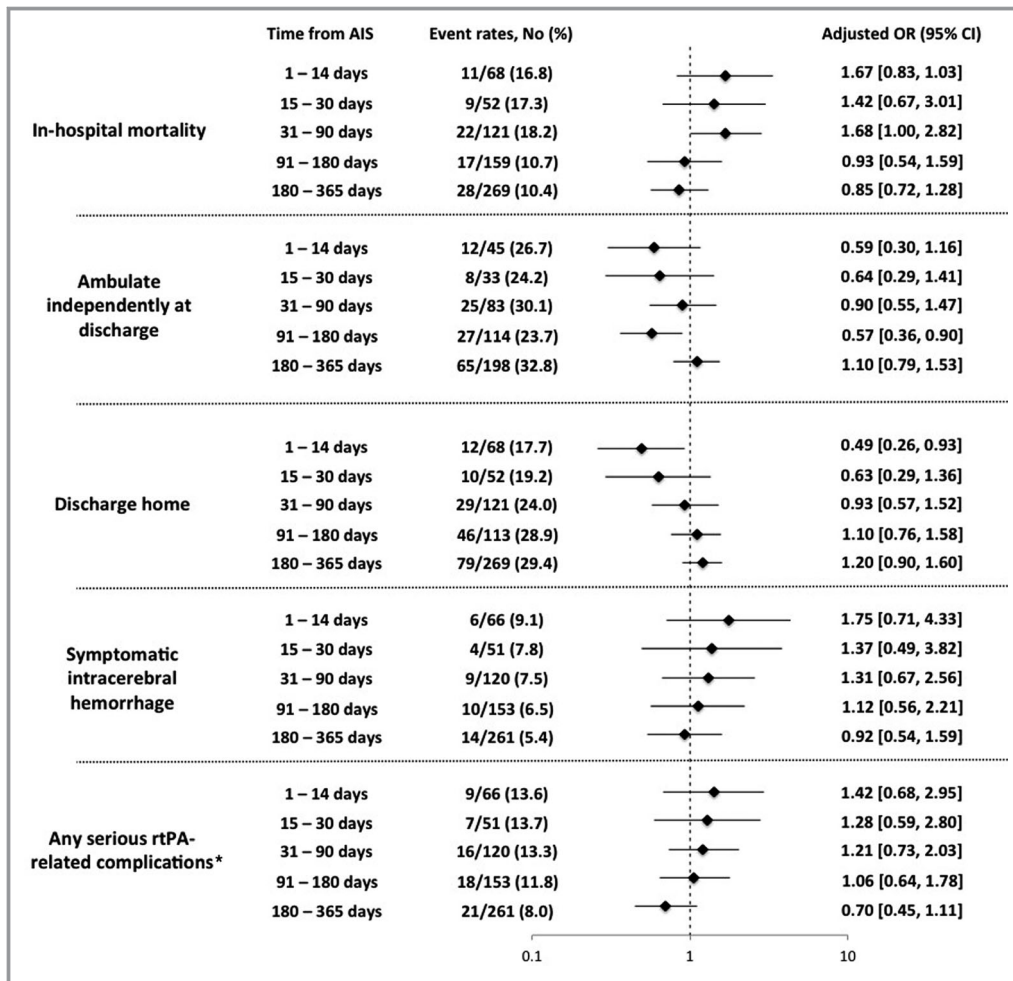 Time from AIS Event rates, No (%) Adjusted OR (95% CI)
In-hospital mortality
1 – 14 days 11/68 (16.8) 1.67 [0.83, 1.03]
15 – 30 days 9/52 (17.3) 1.42 [0.67, 3.01]
31 – 90 days 22/121 (18.2) 1.68 [1.00, 2.82]
91 – 180 days 17/159 (10.7) 0.93 [0.54, 1.59]
180 – 365 days 28/269 (10.4) 0.85 [0.72, 1.28]
Ambulate
independently at
discharge
1 – 14 days 12/45 (26.7) 0.59 [0.30, 1.16]
15 – 30 days 8/33 (24.2) 0.64 [0.29, 1.41]
31 – 90 days 25/83 (30.1) 0.90 [0.55, 1.47]
91 – 180 days 27/114 (23.7) 0.57 [0.36, 0.90]
180 – 365 days 65/198 (32.8) 1.10 [0.79, 1.53]
Discharge home
1 – 14 days 12/68 (17.7) 0.49 [0.26, 0.93]
15 – 30 days 10/52 (19.2) 0.63 [0.29, 1.36]
31 – 90 days 29/121 (24.0) 0.93 [0.57, 1.52]
91 – 180 days 46/113 (28.9) 1.10 [0.76, 1.58]
180 – 365 days 79/269 (29.4) 1.20 [0.90, 1.60]
Symptomatic
intracerebral
hemorrhage
1 – 14 days 6/66 (9.1) 1.75 [0.71, 4.33]
15 – 30 days 4/51 (7.8) 1.37 [0.49, 3.82]
31 – 90 days 9/120 (7.5) 1.31 [0.67, 2.56]
91 – 180 days 10/153 (6.5) 1.12 [0.56, 2.21]
180 – 365 days 14/261 (5.4) 0.92 [0.54, 1.59]
Any serious rtPA-
related complications*
1 – 14 days 9/66 (13.6) 1.42 [0.68, 2.95]
15 – 30 days 7/51 (13.7) 1.28 [0.59, 2.80]
31 – 90 days 16/120 (13.3) 1.21 [0.73, 2.03]
91 – 180 days 18/153 (11.8) 1.06 [0.64, 1.78]
180 – 365 days 21/261 (8.0) 0.70 [0.45, 1.11]
0.1 1 10